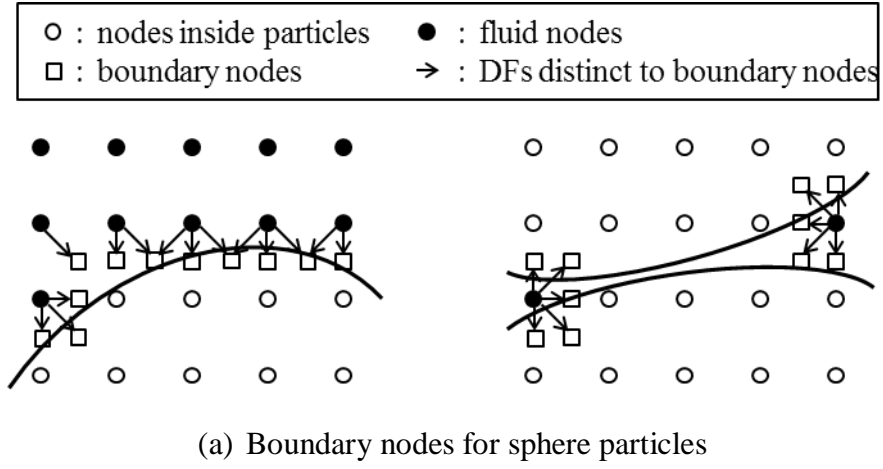 : nodes inside particles : fluid nodes
: boundary nodes : DFs distinct to boundary nodes
(a) Boundary nodes for sphere particles